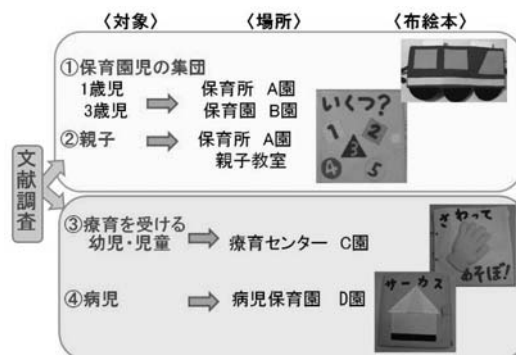 〈対象〉 〈場所〉 〈布絵本〉
文献調査
①保育園児の集団
1歳児 保育所 A園
3歳児 保育園 B園
②親子 保育所 A園
親子教室
いくつ?
1 2
3
4 5
③療育を受ける
幼児・児童 療育センター C園
④病児 病児保育園 D園
さわって
あそぼ!
サーカス